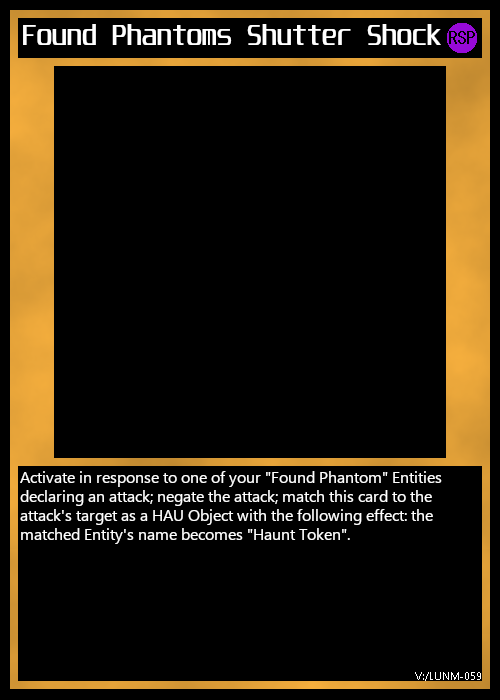 Found Phantoms Shutter Shock RSP
Activate in response to one of your "Found Phantom" Entities
declaring an attack; negate the attack; match this card to the
attack's target as a HAU Object with the following effect: the
matched Entity's name becomes "Haunt Token".
V:/LUNM-059